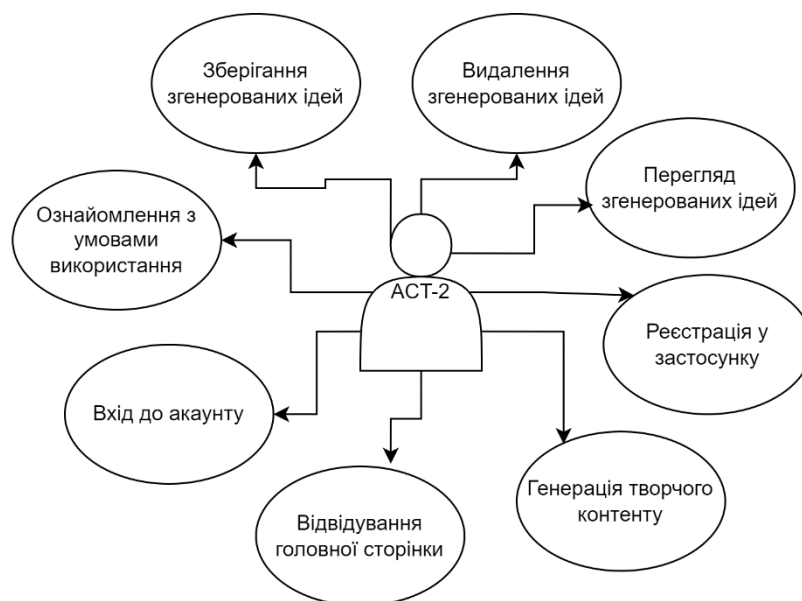 Зберігання
згенерованих ідей
Видалення
згенерованих ідей
Перегляд
згенерованих ідей
Ознайомлення з
умовами
використання
АСТ-2
Реєстрація у
застосунку
Вхід до акаунту
Генерація творчого
контенту
Відвідування
головної сторінки